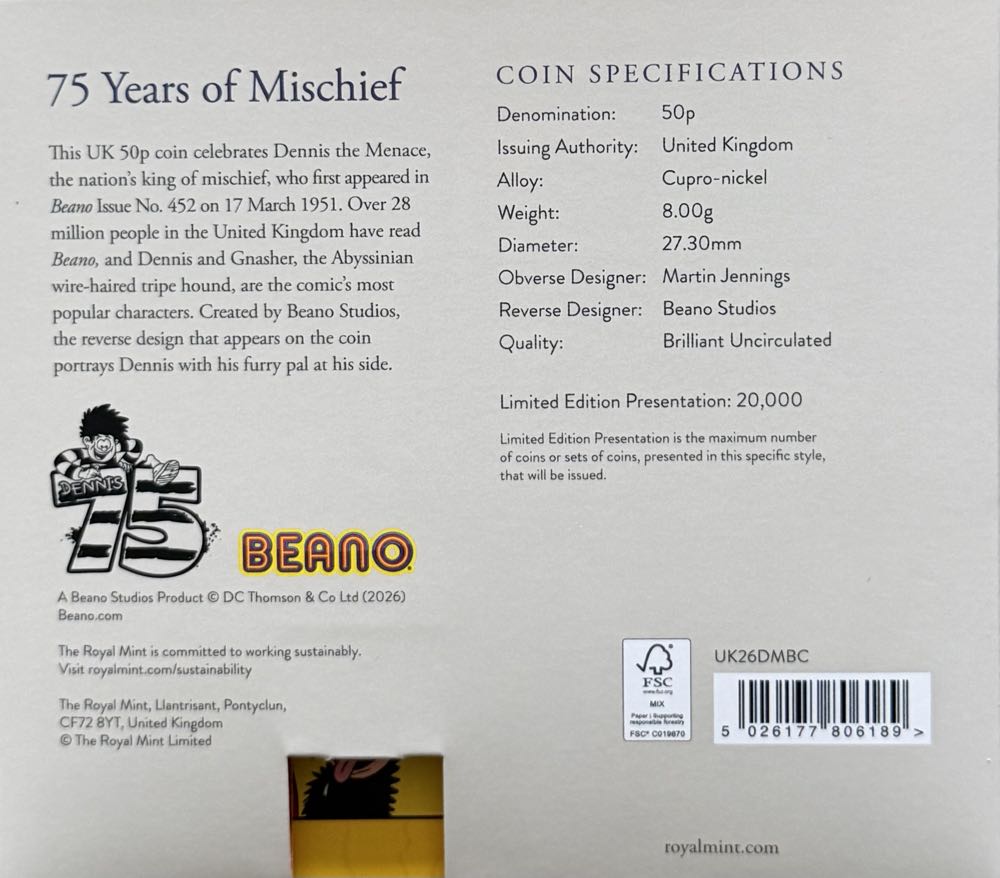 75 Years of Mischief
This UK 50p coin celebrates Dennis the Menace,
the nation's king of mischief, who first appeared in
Beano Issue No. 452 on 17 March 1951. Over 28
million people in the United Kingdom have read
Beano, and Dennis and Gnasher, the Abyssinian
wire-haired tripe hound, are the comic's most
popular characters. Created by Beano Studios,
the reverse design that appears on the coin
portrays Dennis with his furry pal at his side.
DENNIS
75
BEANO
A Beano Studios Product © DC Thomson & Co Ltd (2026)
Beano.com
The Royal Mint is committed to working sustainably.
Visit royalmint.com/sustainability
The Royal Mint, Llantrisant, Pontyclun,
CF72 8YT, United Kingdom
© The Royal Mint Limited
COIN SPECIFICATIONS
Denomination: 50p
Issuing Authority: United Kingdom
Alloy: Cupro-nickel
Weight: 8.00g
Diameter: 27.30mm
Obverse Designer: Martin Jennings
Reverse Designer: Beano Studios
Quality: Brilliant Uncirculated
Limited Edition Presentation: 20,000
Limited Edition Presentation is the maximum number
of coins or sets of coins, presented in this specific style,
that will be issued.
FSC
www.fsc.org
MIX
Paper | Supporting
responsible forestry
FSC® C019870
UK26DMBC
5 026177 806189 >
royalmint.com